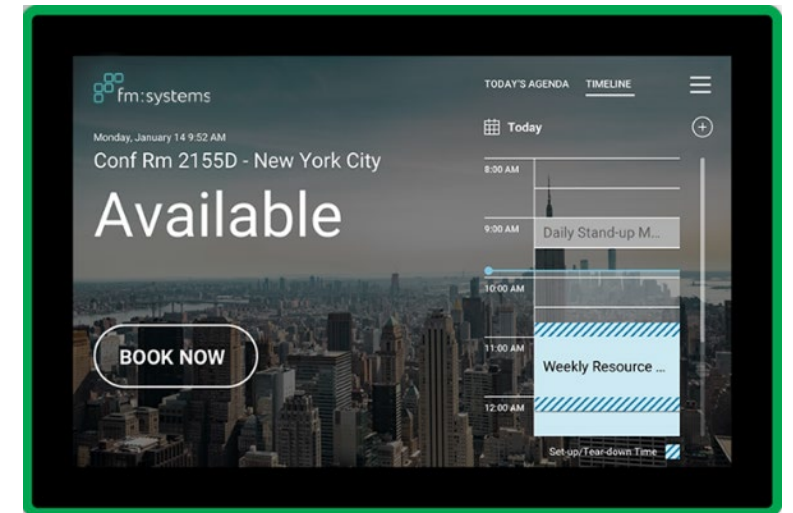 fm:systems
Monday, January 14 9:52 AM
Conf Rm 2155D - New York City
Available
BOOK NOW
TODAY'S AGENDA TIMELINE
Today
8:00 AM
9:00 AM
Daily Stand-up M...
10:00 AM
11:00 AM
Weekly Resource ...
12:00 AM
Set-up/Tear-down Time